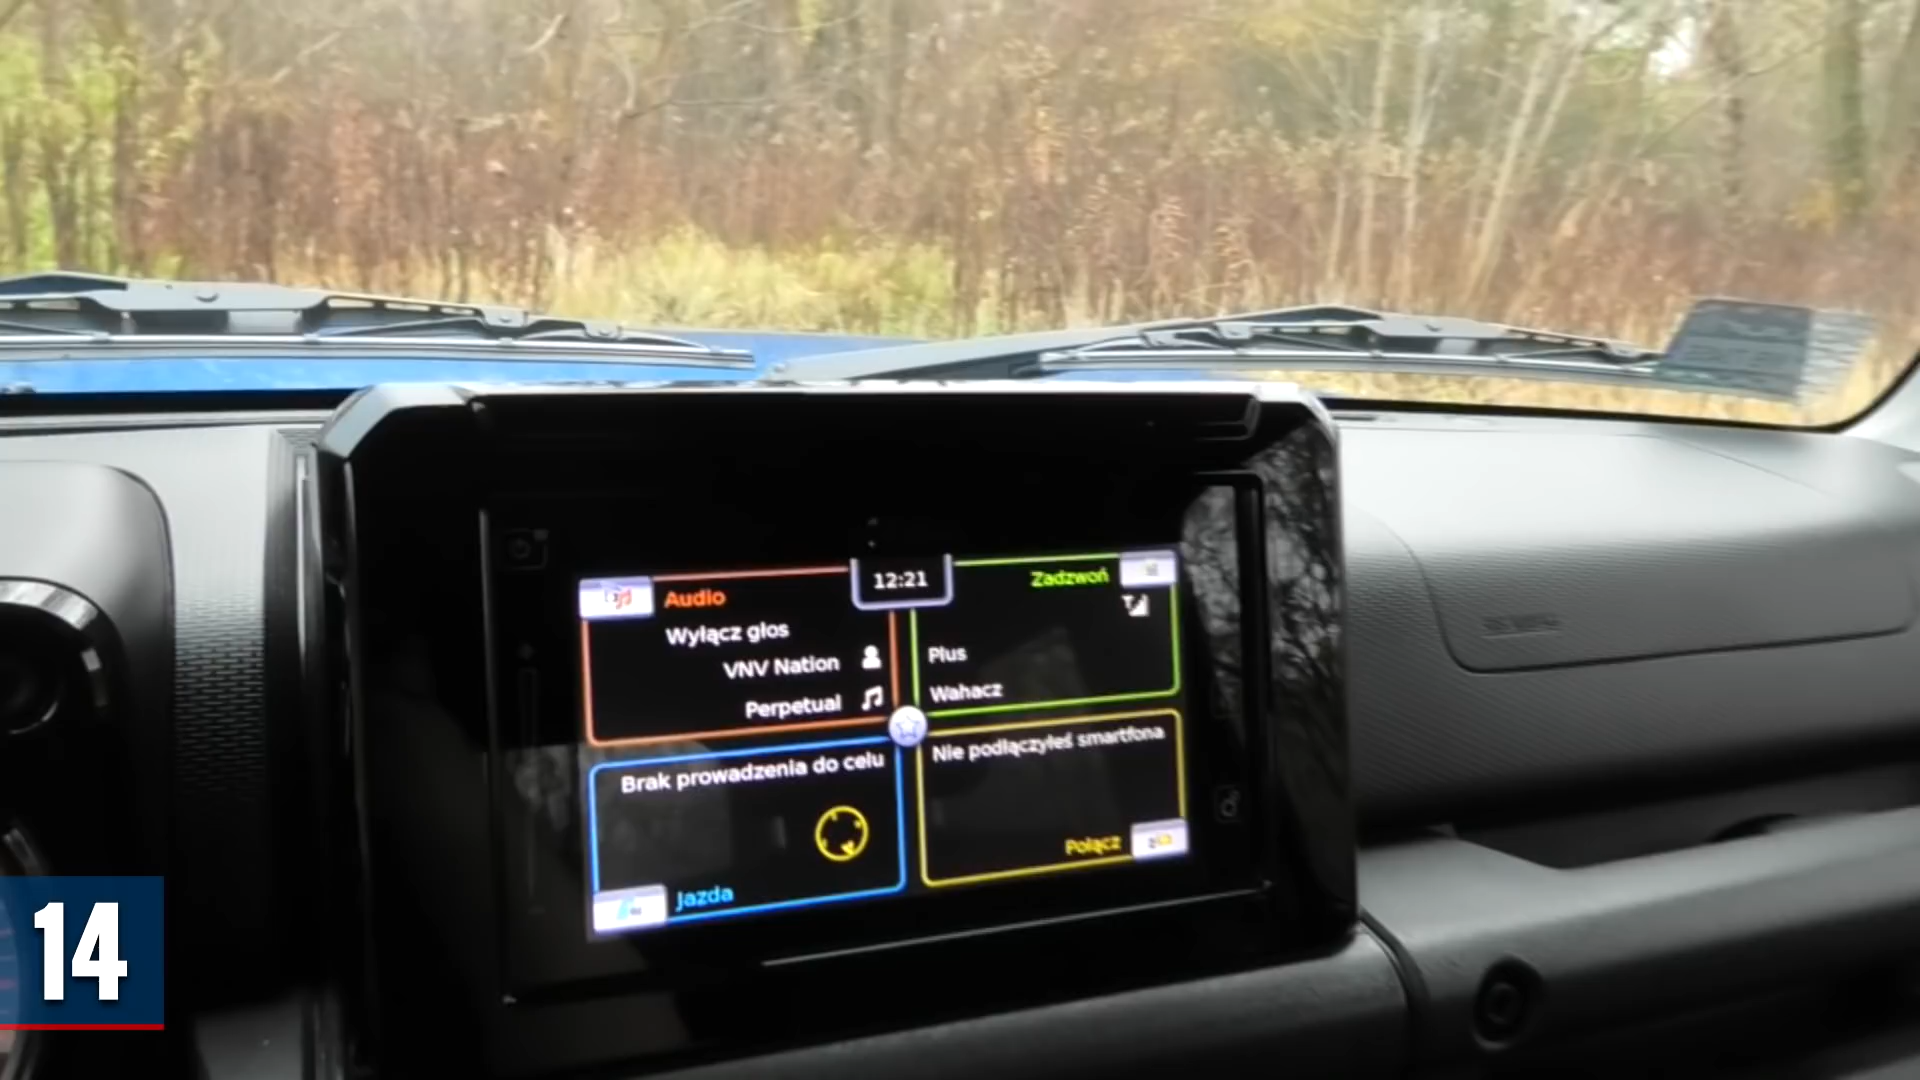 12:21
Audio
Wyłącz głos
VNV Nation
Perpetual
Zadzwoń
Plus
Wahacz
Brak prowadzenia do celu
Jazda
Nie podłączyłeś smartfona
Połącz
14